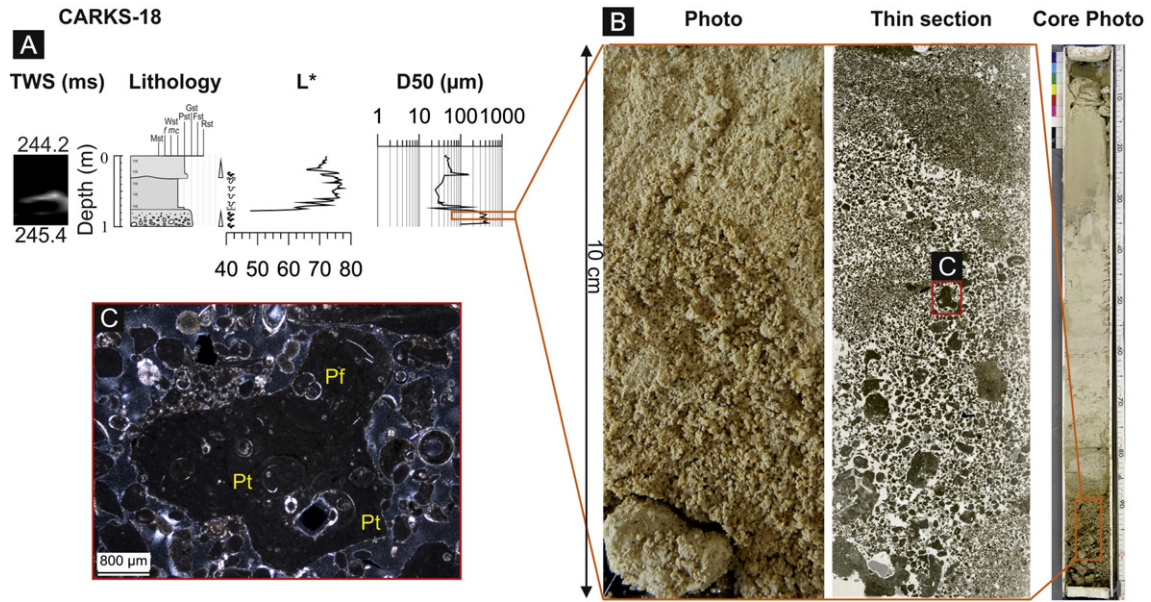 CARKS-18
A
TWS (ms)
Lithology
L*
D50 (µm)
244.2
245.4
Depth (m)
0
1
Mst
f mc
Wst
Pst
Gst
Fst
Rst
40 50 60 70 80
1 10 100 1000
B
Photo
Thin section
Core Photo
10 cm
C
C
Pf
Pt
Pt
800 µm